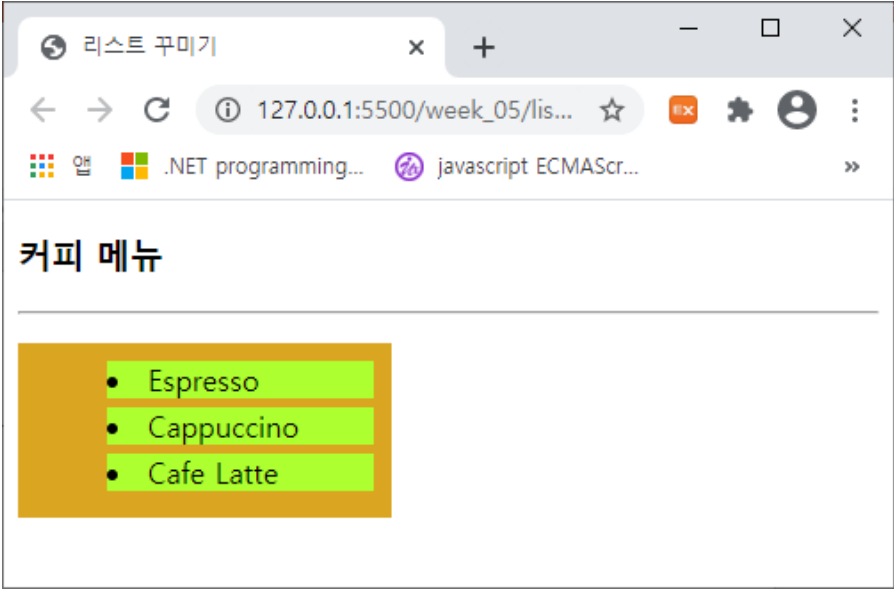 리스트 꾸미기
127.0.0.1:5500/week_05/lis...
EX
앱
.NET programming...
javascript ECMAScr...
커피 메뉴
Espresso
Cappuccino
Cafe Latte